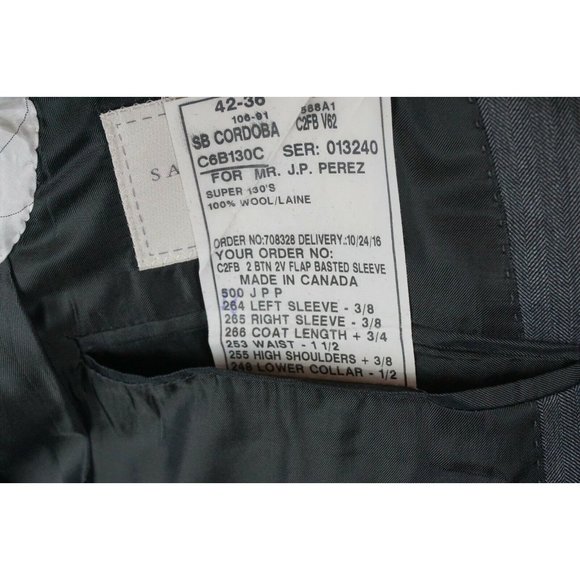 SA
42-36 588A1
106-91 C2FB V62
SB CORDOBA
C6B130C SER: 013240
FOR MR. J.P. PEREZ
SUPER 130'S
100% WOOL/LAINE
ORDER NO:708328 DELIVERY:10/24/16
YOUR ORDER NO:
C2FB 2 BTN 2V FLAP BASTED SLEEVE
MADE IN CANADA
500 J P P
264 LEFT SLEEVE - 3/8
265 RIGHT SLEEVE - 3/8
266 COAT LENGTH + 3/4
253 WAIST - 1 1/2
255 HIGH SHOULDERS + 3/8
248 LOWER COLLAR - 1/2